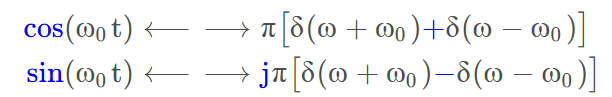 cos(ω₀t) ⟵ ⟶ π[δ(ω + ω₀)+δ(ω − ω₀)]
sin(ω₀t) ⟵ ⟶ jπ[δ(ω + ω₀)−δ(ω − ω₀)]